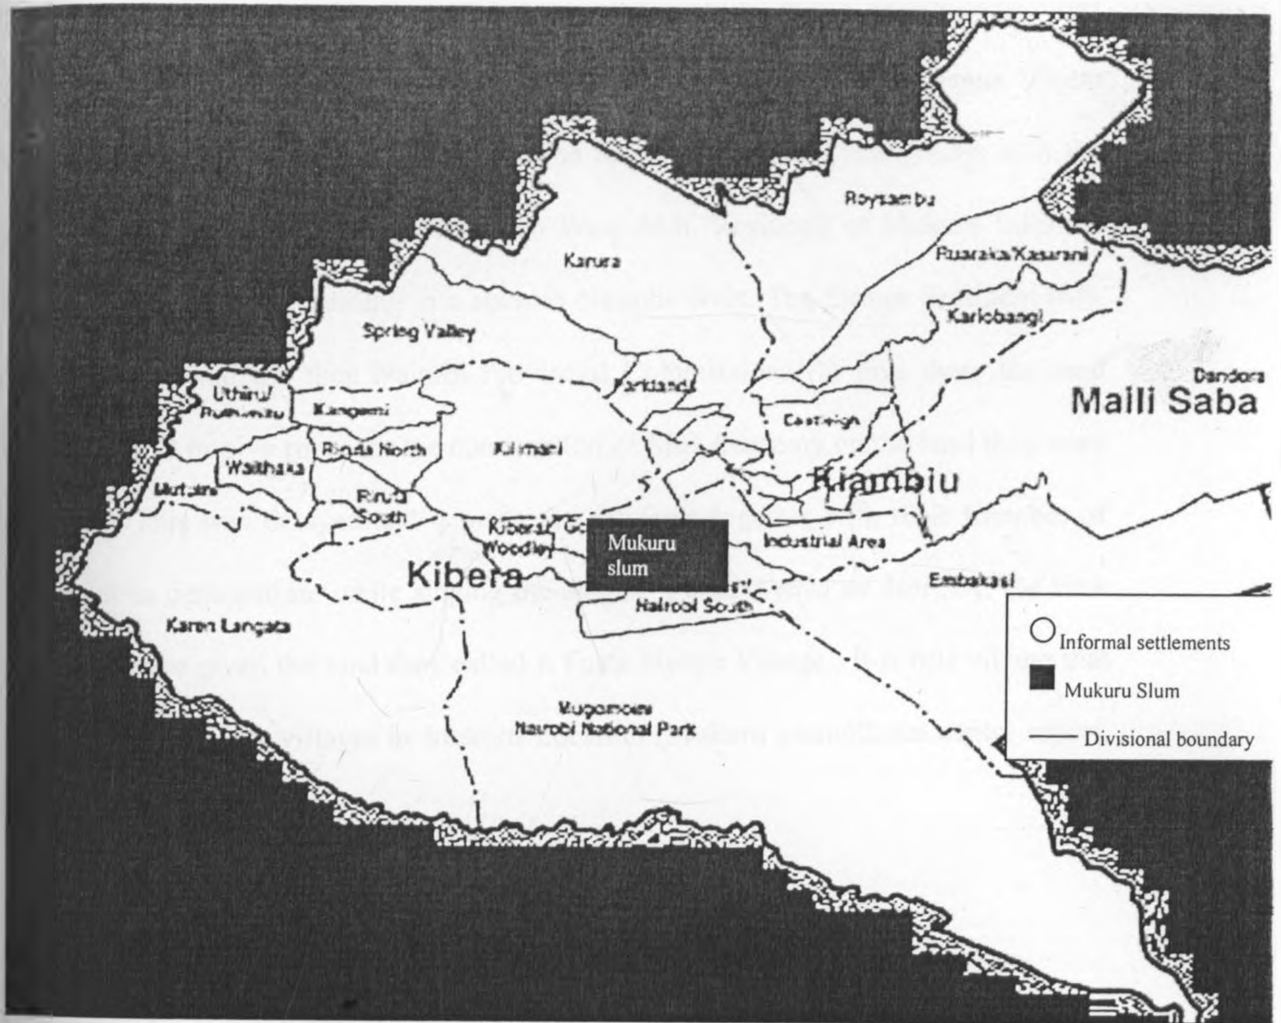 Roysambu
Karura
Ruaraka/Kasarani
Kariobangi
Spring Valley
Parklands
Dandora
Maili Saba
Uthiru/
Kangemi
Eastleigh
Riruta North
Kilimani
Waithaka
Kiambiu
Mutuini
Riruta
South
Kibera/
Woodley
Mukuru
slum
Industrial Area
Kibera
Embakasi
Nairobi South
Karen Langata
Informal settlements
Mukuru Slum
Mugomoini
Nairobi National Park
Divisional boundary